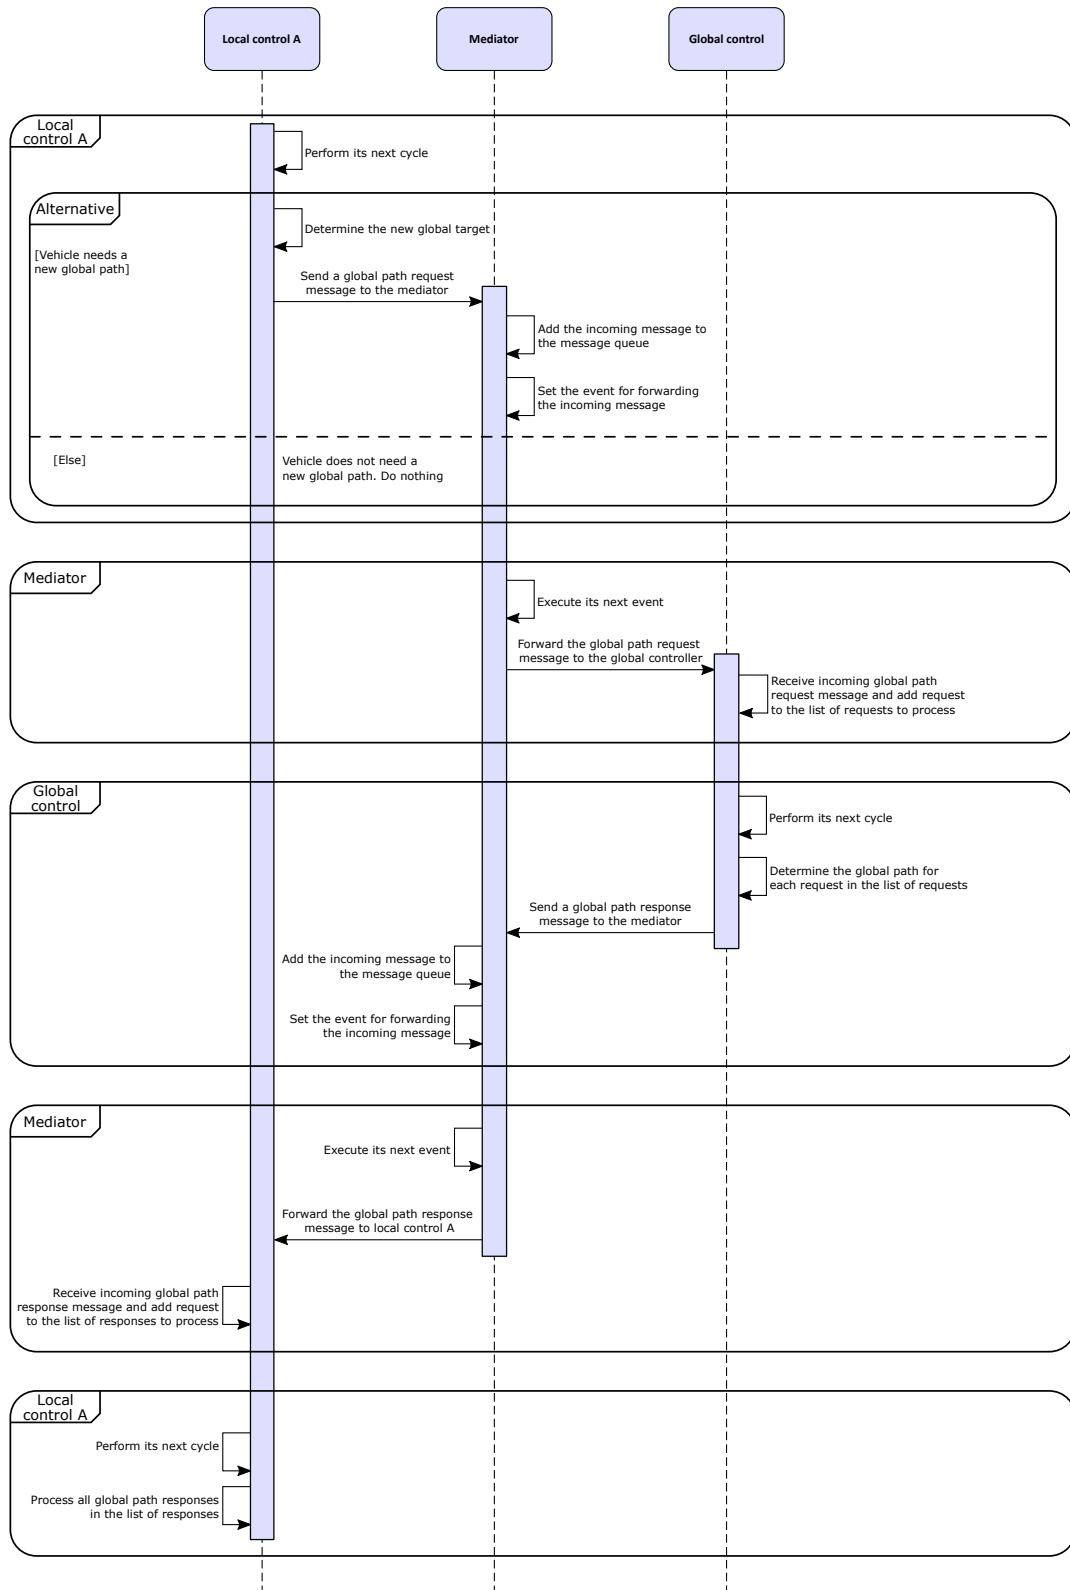 Local control A
Mediator
Global control
Local
control A
Perform its next cycle
Alternative
Determine the new global target
[Vehicle needs a
new global path]
Send a global path request
message to the mediator
Add the incoming message to
the message queue
Set the event for forwarding
the incoming message
[Else]
Vehicle does not need a
new global path. Do nothing
Mediator
Execute its next event
Forward the global path request
message to the global controller
Receive incoming global path
request message and add request
to the list of requests to process
Global
control
Perform its next cycle
Determine the global path for
each request in the list of requests
Send a global path response
message to the mediator
Add the incoming message to
the message queue
Set the event for forwarding
the incoming message
Mediator
Execute its next event
Forward the global path response
message to local control A
Receive incoming global path
response message and add request
to the list of responses to process
Local
control A
Perform its next cycle
Process all global path responses
in the list of responses